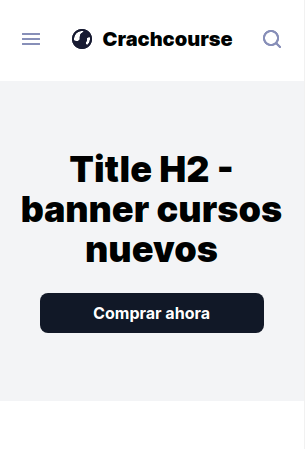 Crachcourse
Title H2 -
banner cursos
nuevos
Comprar ahora